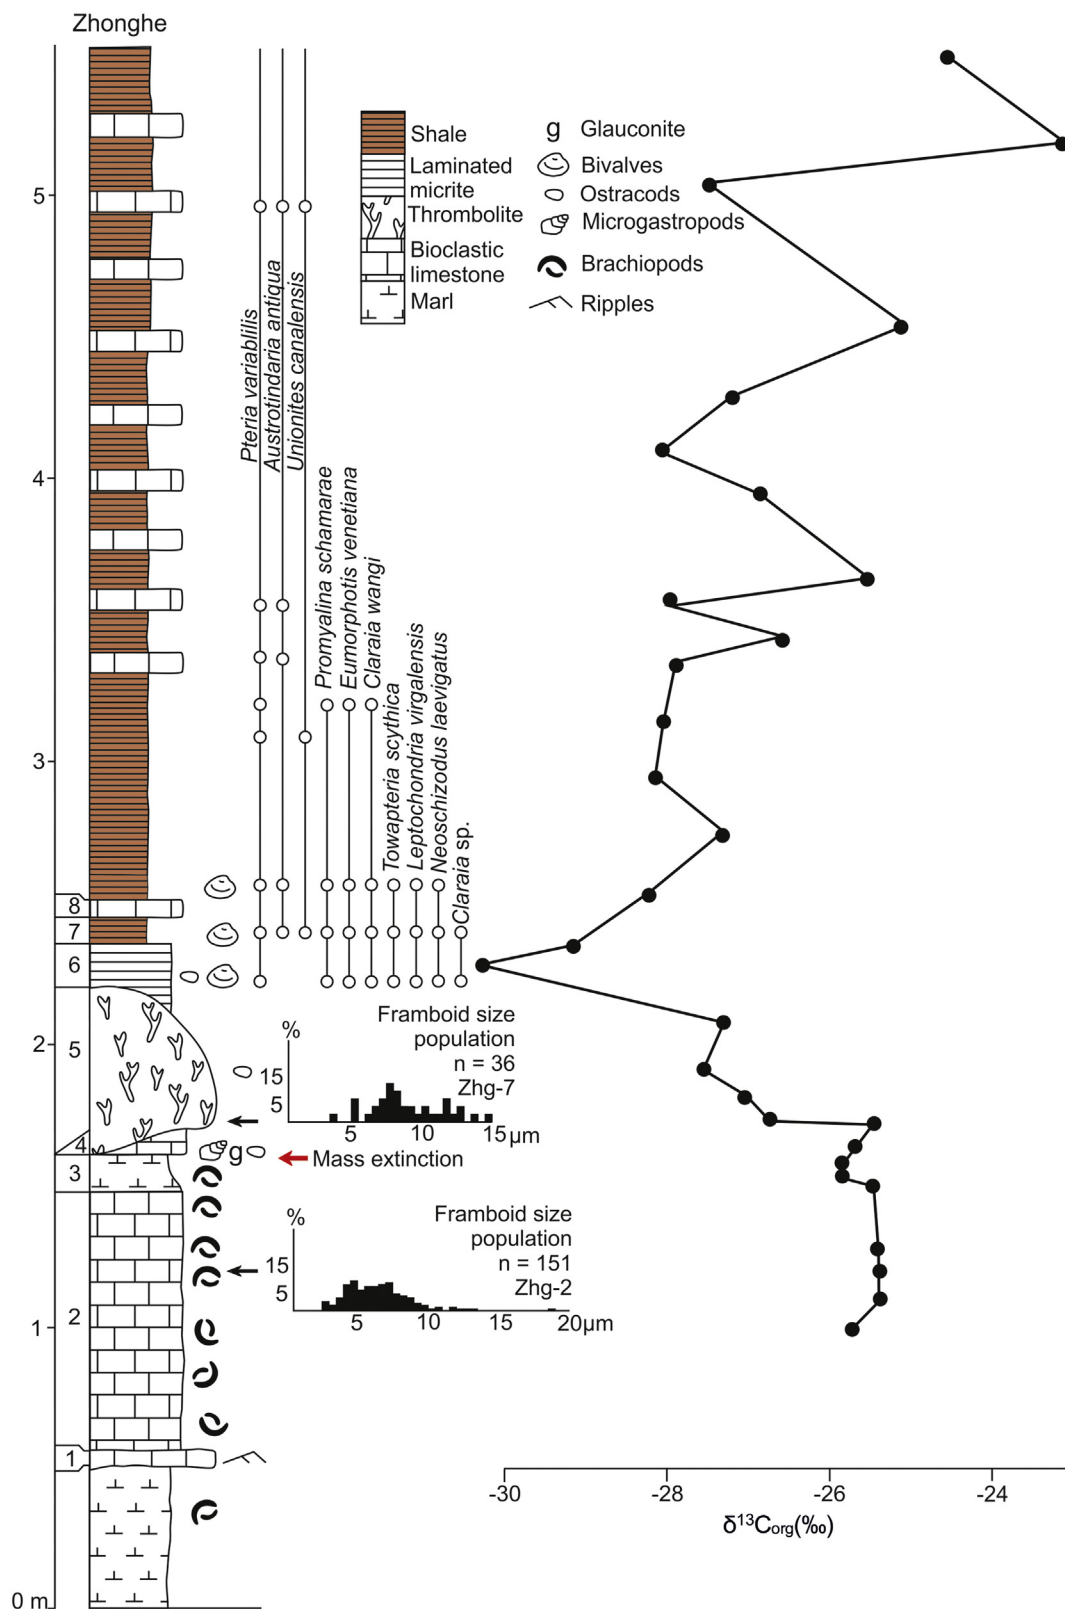 Zhonghe
Shale
Laminated
micrite
Thrombolite
Bioclastic
limestone
Marl
g Glauconite
Bivalves
Ostracods
Microgastropods
Brachiopods
Ripples
5
4
3
2
1
0 m
8
7
6
5
4
3
2
1
Pteria variablilis
Austrotindaria antiqua
Unionites canalensis
Promyalina schamarae
Eumorphotis venetiana
Claraia wangi
Towapteria scythica
Leptochondria virgalensis
Neoschizodus laevigatus
Claraia sp.
Framboid size
population
n = 36
Zhg-7
%
15
5
5 10 15 µm
g
Mass extinction
Framboid size
population
n = 151
Zhg-2
%
15
5
5 10 15 20µm
-30 -28 -26 -24
δ13Corg(‰)